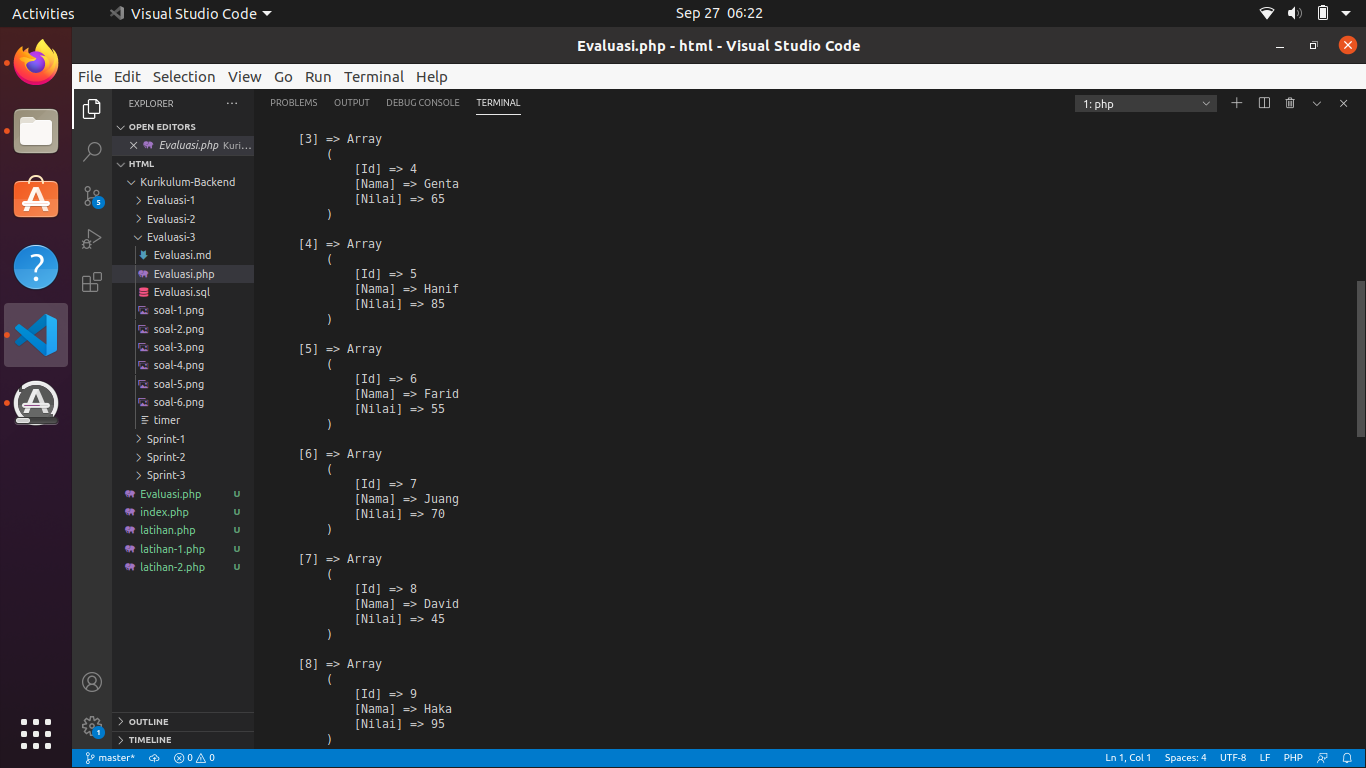 Activities Visual Studio Code Sep 27 06:22
Evaluasi.php - html - Visual Studio Code
File Edit Selection View Go Run Terminal Help
EXPLORER ...
PROBLEMS OUTPUT DEBUG CONSOLE TERMINAL 1: php
OPEN EDITORS
Evaluasi.php Kuri...
HTML
Kurikulum-Backend
Evaluasi-1
Evaluasi-2
Evaluasi-3
Evaluasi.md
Evaluasi.php
Evaluasi.sql
soal-1.png
soal-2.png
soal-3.png
soal-4.png
soal-5.png
soal-6.png
timer
Sprint-1
Sprint-2
Sprint-3
Evaluasi.php U
index.php U
latihan.php U
latihan-1.php U
latihan-2.php U
OUTLINE
TIMELINE
5
1
[3] => Array
(
[Id] => 4
[Nama] => Genta
[Nilai] => 65
)
[4] => Array
(
[Id] => 5
[Nama] => Hanif
[Nilai] => 85
)
[5] => Array
(
[Id] => 6
[Nama] => Farid
[Nilai] => 55
)
[6] => Array
(
[Id] => 7
[Nama] => Juang
[Nilai] => 70
)
[7] => Array
(
[Id] => 8
[Nama] => David
[Nilai] => 45
)
[8] => Array
(
[Id] => 9
[Nama] => Haka
[Nilai] => 95
)
master* 0 0 Ln 1, Col 1 Spaces: 4 UTF-8 LF PHP